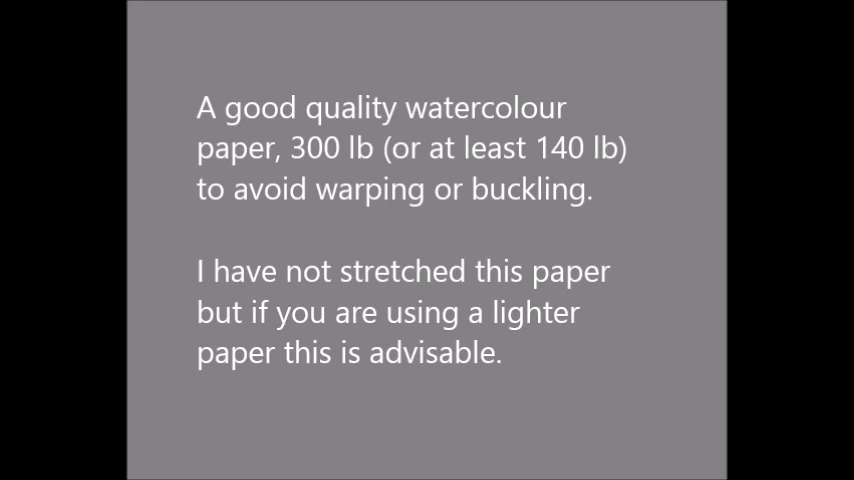 A good quality watercolour
paper, 300 lb (or at least 140 lb)
to avoid warping or buckling.
I have not stretched this paper
but if you are using a lighter
paper this is advisable.